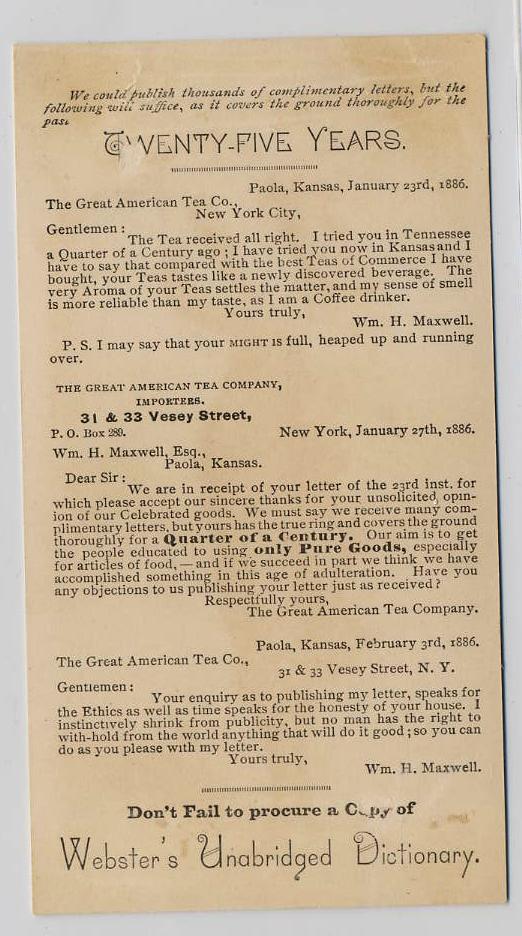 We could publish thousands of complimentary letters, but the
following will suffice, as it covers the ground thoroughly for the
past
TWENTY-FIVE YEARS.
Paola, Kansas, January 23rd, 1886.
The Great American Tea Co.,
New York City,
Gentlemen:
The Tea received all right. I tried you in Tennessee
a Quarter of a Century ago; I have tried you now in Kansas and I
have to say that compared with the best Teas of Commerce I have
bought, your Teas tastes like a newly discovered beverage. The
very Aroma of your Teas settles the matter, and my sense of smell
is more reliable than my taste, as I am a Coffee drinker.
Yours truly,
Wm. H. Maxwell.
P. S. I may say that your MIGHT is full, heaped up and running
over.
THE GREAT AMERICAN TEA COMPANY,
IMPORTERS.
31 & 33 Vesey Street,
P. O. Box 289. New York, January 27th, 1886.
Wm. H. Maxwell, Esq.,
Paola, Kansas.
Dear Sir:
We are in receipt of your letter of the 23rd inst. for
which please accept our sincere thanks for your unsolicited opin-
ion of our Celebrated goods. We must say we receive many com-
plimentary letters, but yours has the true ring and covers the ground
thoroughly for a Quarter of a Century. Our aim is to get
the people educated to using only Pure Goods, especially
for articles of food,—and if we succeed in part we think we have
accomplished something in this age of adulteration. Have you
any objections to us publishing your letter just as received?
Respectfully yours,
The Great American Tea Company.
Paola, Kansas, February 3rd, 1886.
The Great American Tea Co.,
31 & 33 Vesey Street, N. Y.
Gentlemen:
Your enquiry as to publishing my letter, speaks for
the Ethics as well as time speaks for the honesty of your house. I
instinctively shrink from publicity, but no man has the right to
with-hold from the world anything that will do it good; so you can
do as you please with my letter.
Yours truly,
Wm. H. Maxwell.
Don't Fail to procure a Copy of
Webster's Unabridged Dictionary.